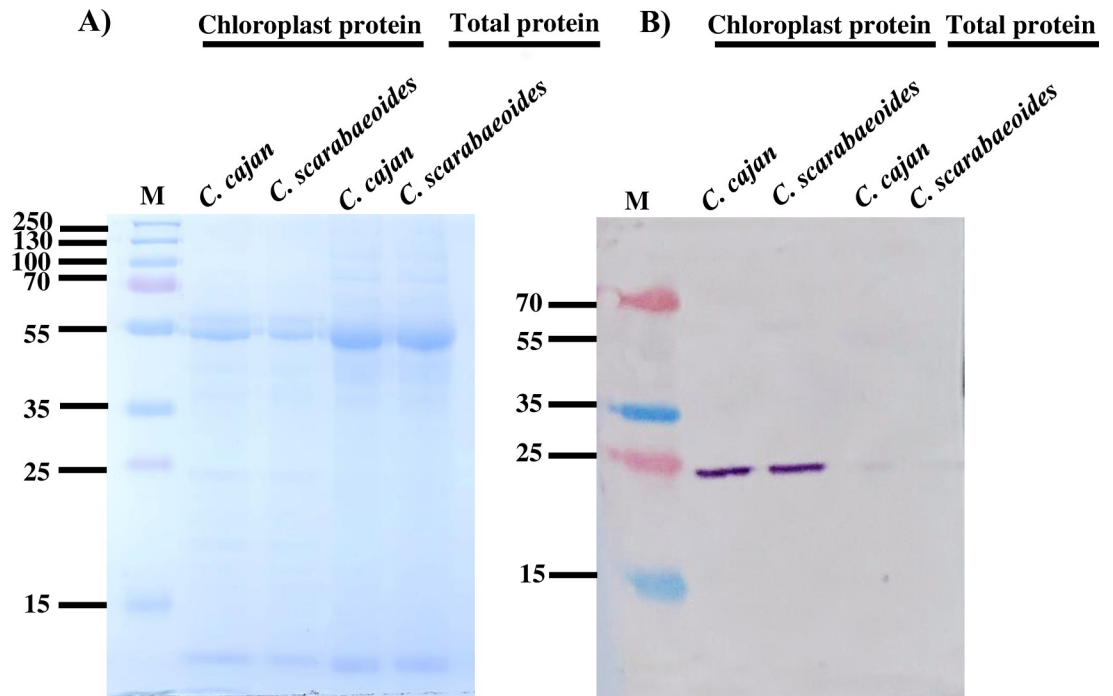 A)
Chloroplast protein
Total protein
M
C. cajan
C. scarabaeoides
C. cajan
C. scarabaeoides
250
130
100
70
55
35
25
15
B)
Chloroplast protein
Total protein
M
C. cajan
C. scarabaeoides
C. cajan
C. scarabaeoides
70
55
35
25
15